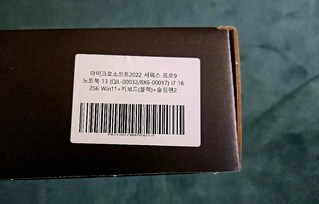 마이크로소프트2022 서피스 프로9
노트북 13 (QIL-00032/8X6-00017) i7 16
256 Win11+키보드(블랙)+슬림펜2